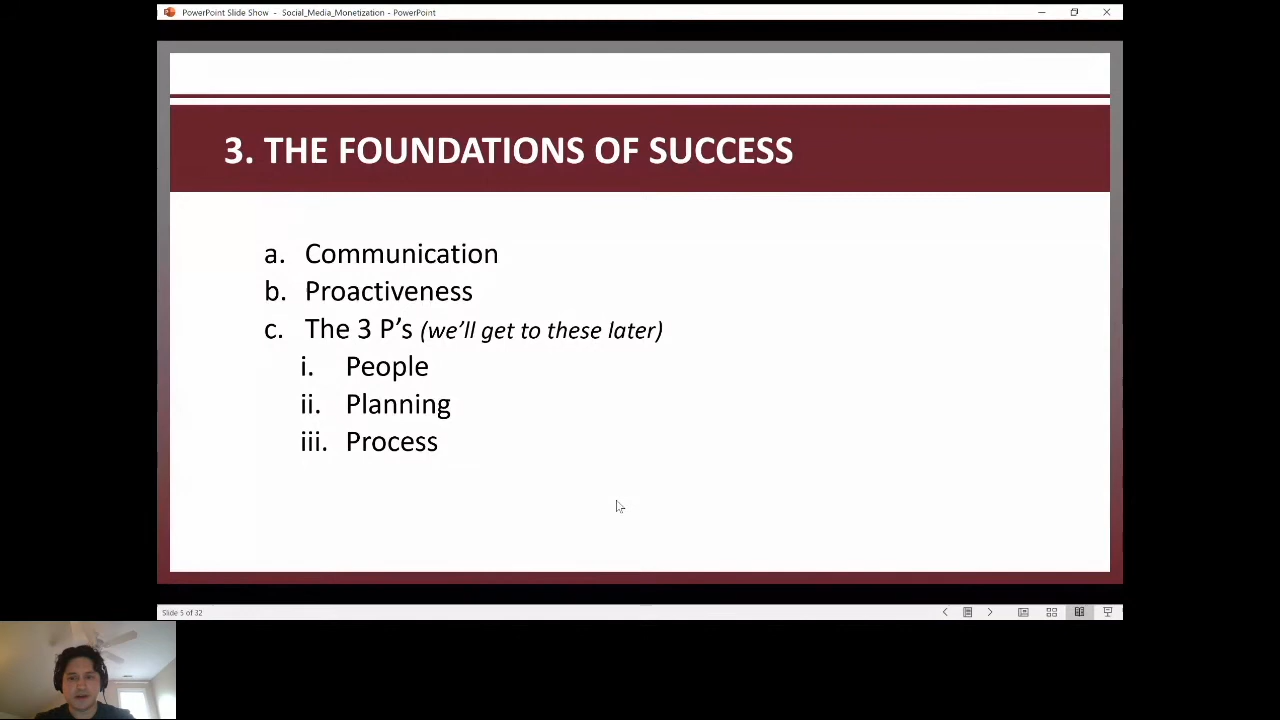 PowerPoint Slide Show - Social_Media_Monetization - PowerPoint
3. THE FOUNDATIONS OF SUCCESS
a. Communication
b. Proactiveness
c. The 3 P’s (we’ll get to these later)
i. People
ii. Planning
iii. Process
Slide 5 of 32